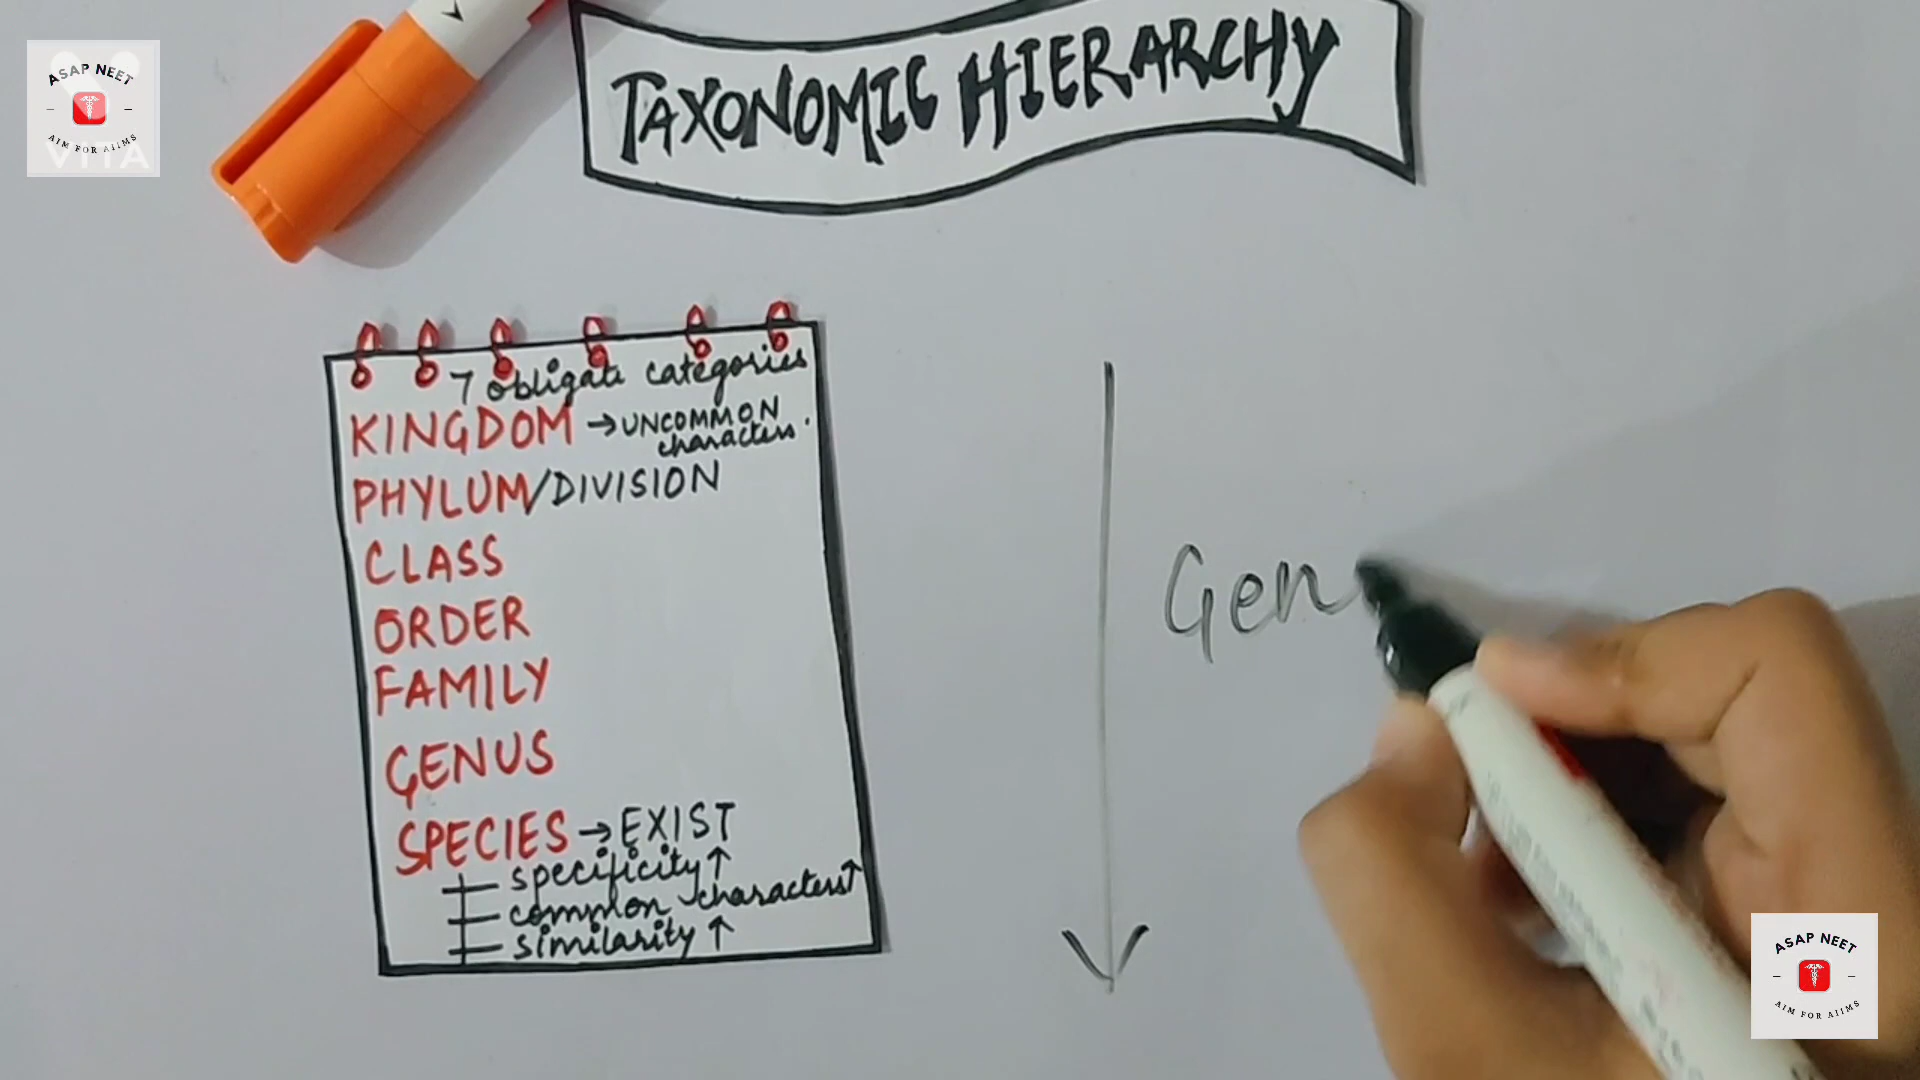 ASAP NEET
AIM FOR AIIMS
VITA
TAXONOMIC HIERARCHY
7 obligate categories
KINGDOM → UNCOMMON
characters.
PHYLUM/DIVISION
CLASS
ORDER
FAMILY
GENUS
SPECIES → EXIST
specificity ↑
common characters ↑
similarity ↑
Gen
ASAP NEET
AIM FOR AIIMS